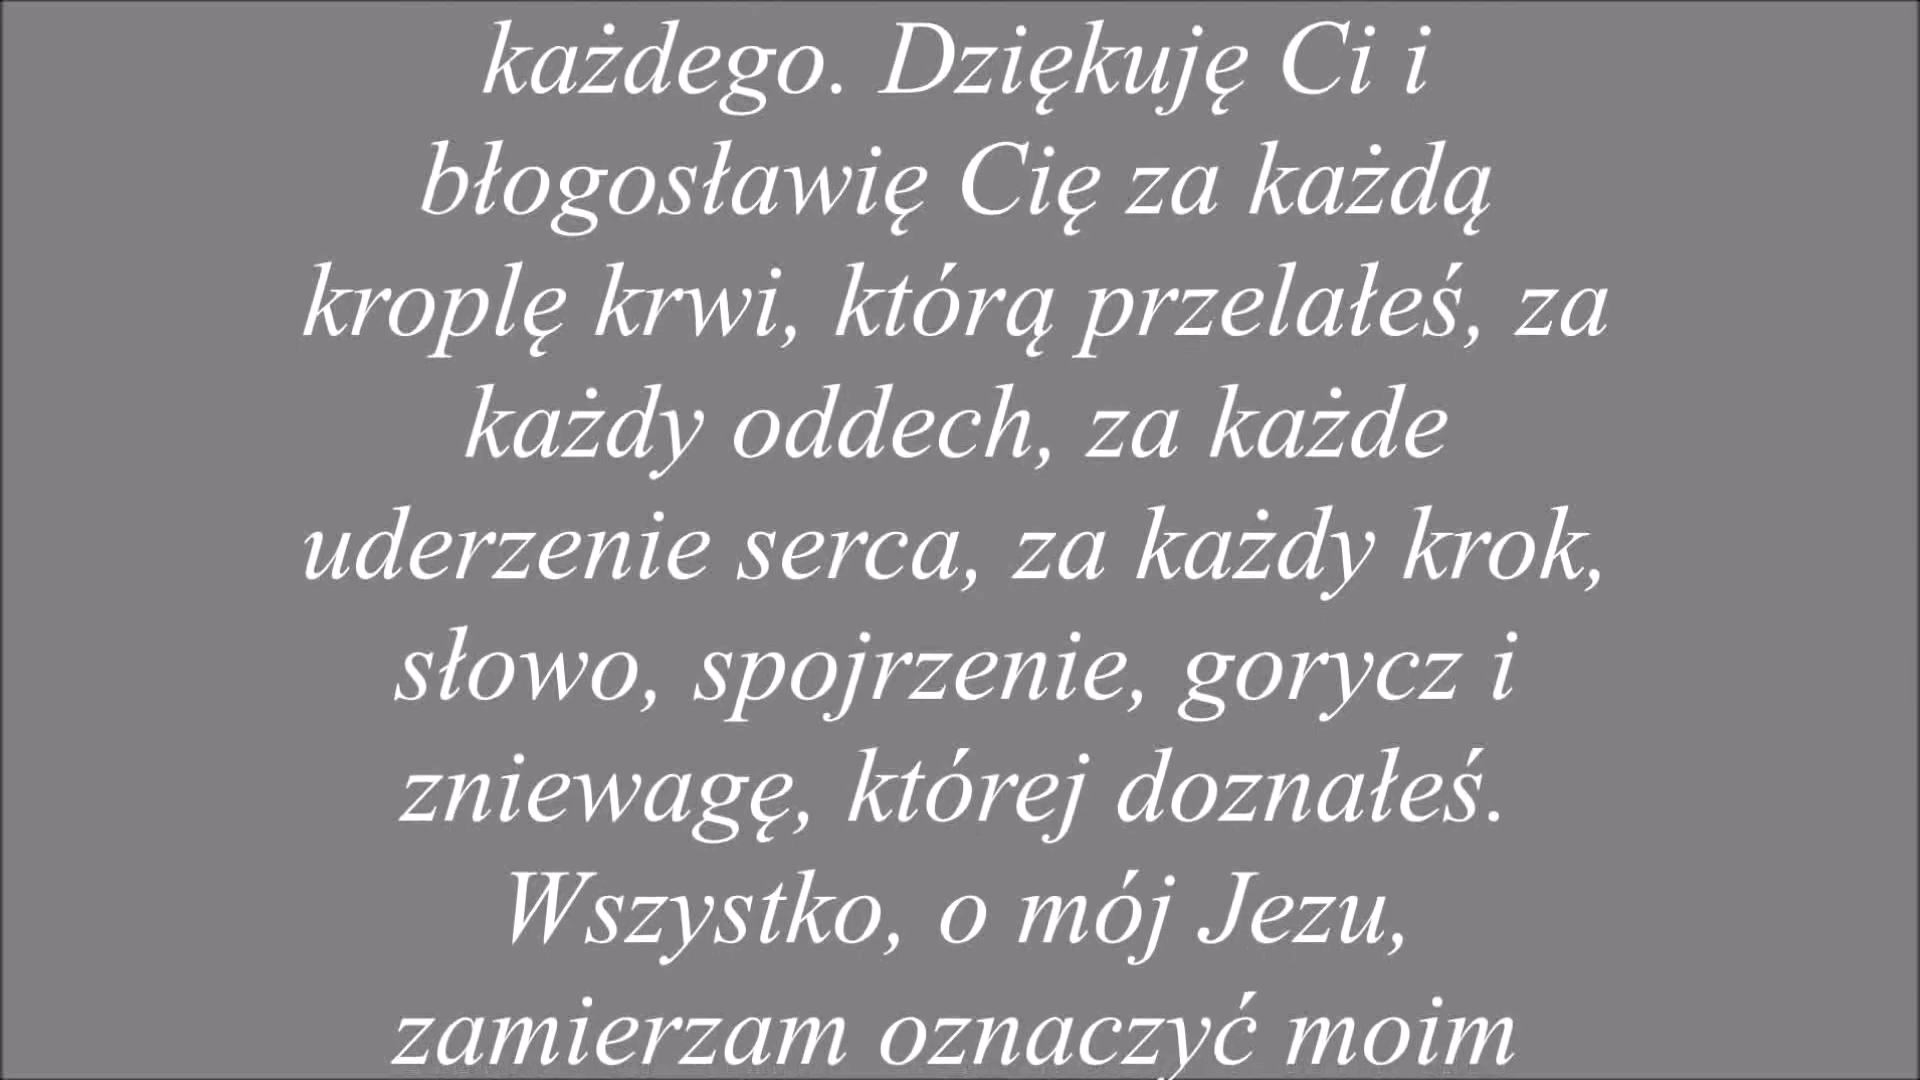 każdego. Dziękuję Ci i
błogosławię Cię za każdą
kroplę krwi, którą przelałeś, za
każdy oddech, za każde
uderzenie serca, za każdy krok,
słowo, spojrzenie, gorycz i
zniewagę, której doznałeś.
Wszystko, o mój Jezu,
zamierzam oznaczyć moim